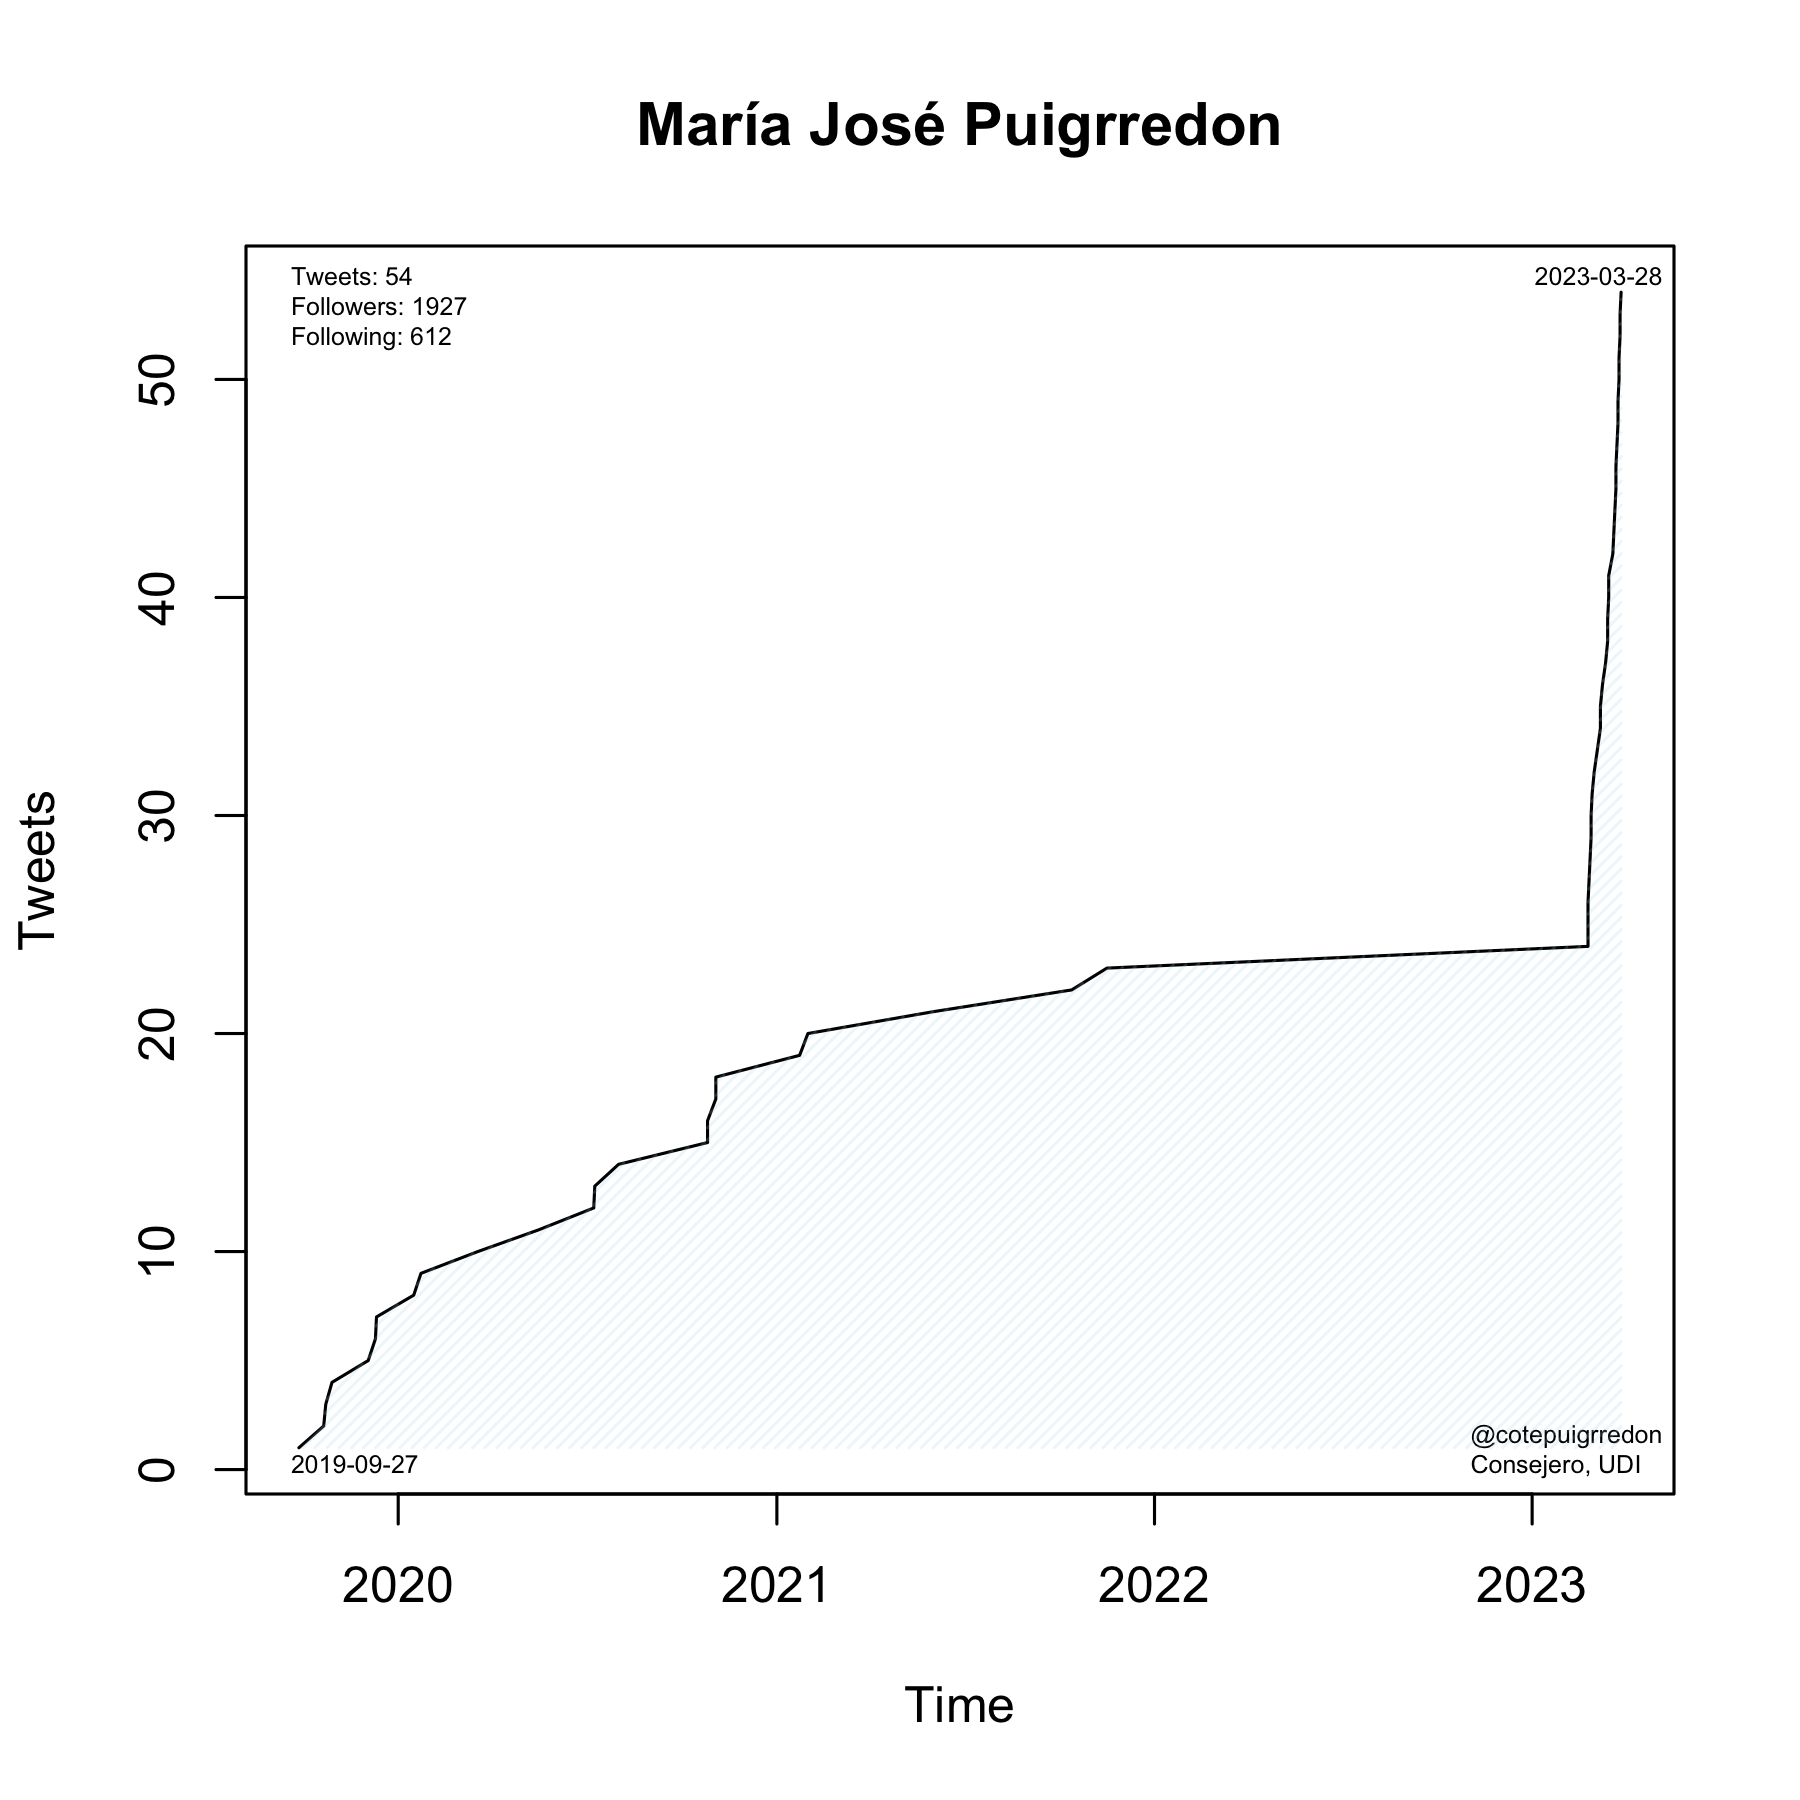 María José Puigrredon
Tweets: 54
Followers: 1927
Following: 612
2023-03-28
Tweets
50
40
30
20
10
0
2019-09-27
@cotepuigrredon
Consejero, UDI
2020
2021
2022
2023
Time